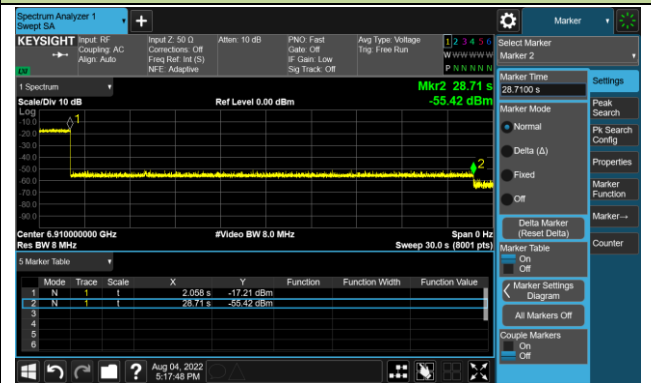 Spectrum Analyzer 1
Swept SA
+
Marker
KEYSIGHT
Input: RF
Coupling: AC
Align: Auto
Input Z: 50 Ω
Corrections: Off
Freq Ref: Int (S)
NFE: Adaptive
Atten: 10 dB
PNO: Fast
Gate: Off
IF Gain: Low
Sig Track: Off
Avg Type: Voltage
Trig: Free Run
1 2 3 4 5 6
W W W W W W
P N N N N N
Select Marker
Marker 2
LXI
1 Spectrum
Mkr2 28.71 s
-55.42 dBm
Scale/Div 10 dB
Ref Level 0.00 dBm
Log
-10.0
-20.0
-30.0
-40.0
-50.0
-60.0
-70.0
-80.0
-90.0
1
2
Center 6.910000000 GHz
#Video BW 8.0 MHz
Span 0 Hz
Res BW 8 MHz
Sweep 30.0 s (8001 pts)
5 Marker Table
Mode Trace Scale X Y Function Function Width Function Value
1 N 1 t 2.058 s -17.21 dBm
2 N 1 t 28.71 s -55.42 dBm
3
4
5
6
Marker Time
28.7100 s
Marker Mode
Normal
Delta (Δ)
Fixed
Off
Delta Marker
(Reset Delta)
Marker Table
On
Off
Marker Settings
Diagram
All Markers Off
Couple Markers
On
Off
Settings
Peak
Search
Pk Search
Config
Properties
Marker
Function
Marker→
Counter
?
Aug 04, 2022
5:17:48 PM